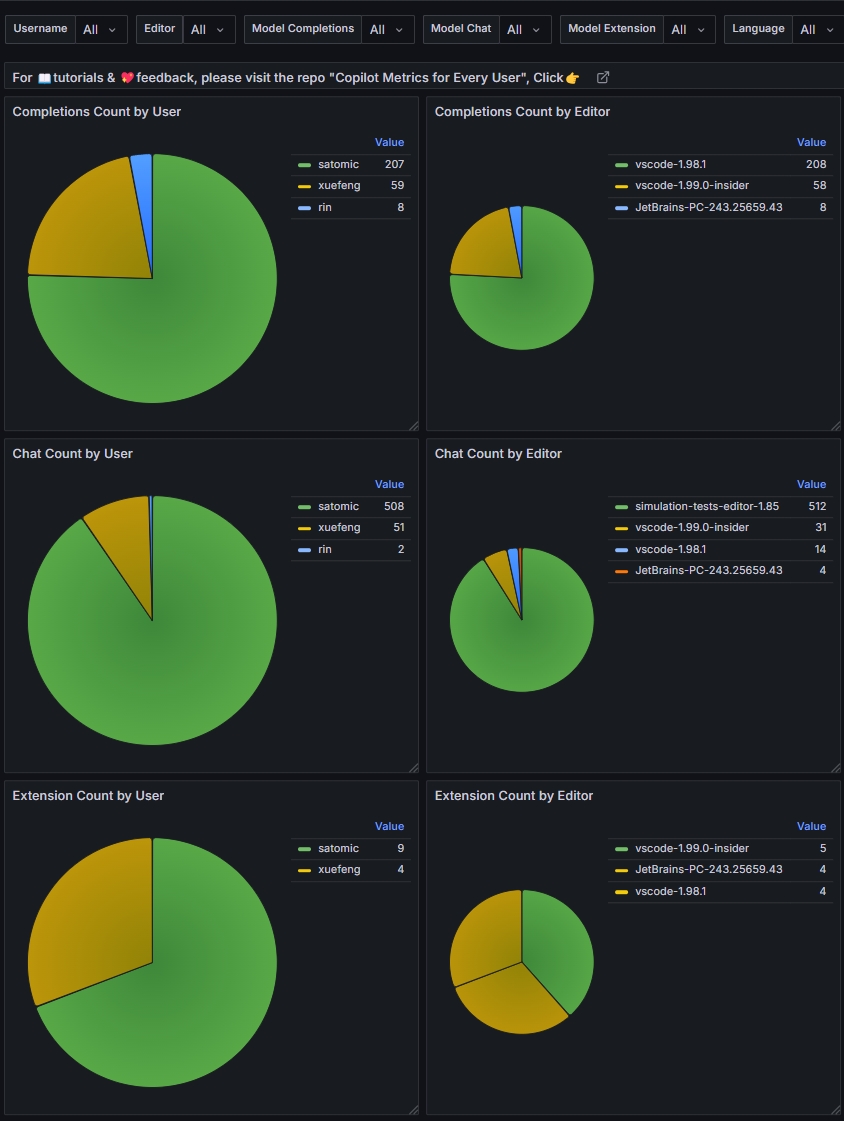 Username All Editor All Model Completions All Model Chat All Model Extension All Language All
For 📖tutorials & 💖feedback, please visit the repo "Copilot Metrics for Every User", Click👉
Completions Count by User
Value
satomic 207
xuefeng 59
rin 8
Completions Count by Editor
Value
vscode-1.98.1 208
vscode-1.99.0-insider 58
JetBrains-PC-243.25659.43 8
Chat Count by User
Value
satomic 508
xuefeng 51
rin 2
Chat Count by Editor
Value
simulation-tests-editor-1.85 512
vscode-1.99.0-insider 31
vscode-1.98.1 14
JetBrains-PC-243.25659.43 4
Extension Count by User
Value
satomic 9
xuefeng 4
Extension Count by Editor
Value
vscode-1.99.0-insider 5
JetBrains-PC-243.25659.43 4
vscode-1.98.1 4